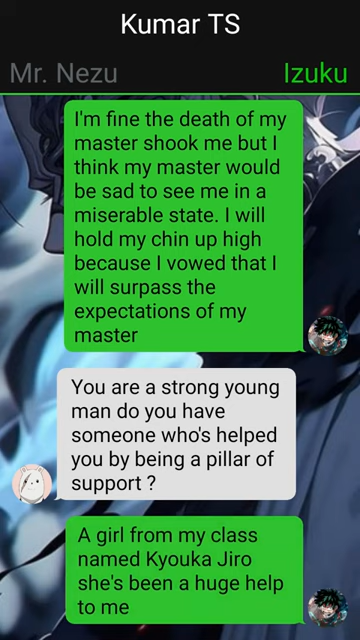 Kumar TS
Mr. Nezu
Izuku
I'm fine the death of my
master shook me but I
think my master would
be sad to see me in a
miserable state. I will
hold my chin up high
because I vowed that I
will surpass the
expectations of my
master
You are a strong young
man do you have
someone who's helped
you by being a pillar of
support ?
A girl from my class
named Kyouka Jiro
she's been a huge help
to me